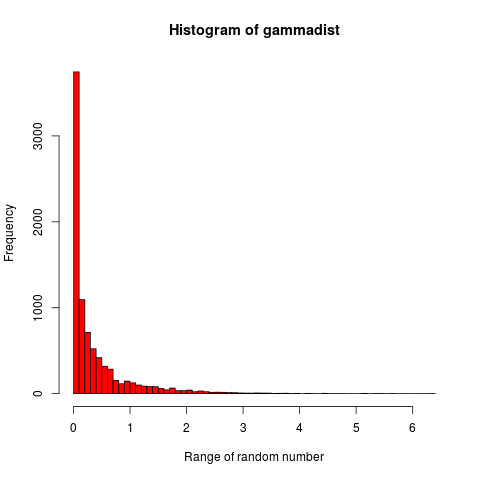 Histogram of gammadist
Frequency
3000
2000
1000
0
0 1 2 3 4 5 6
Range of random number